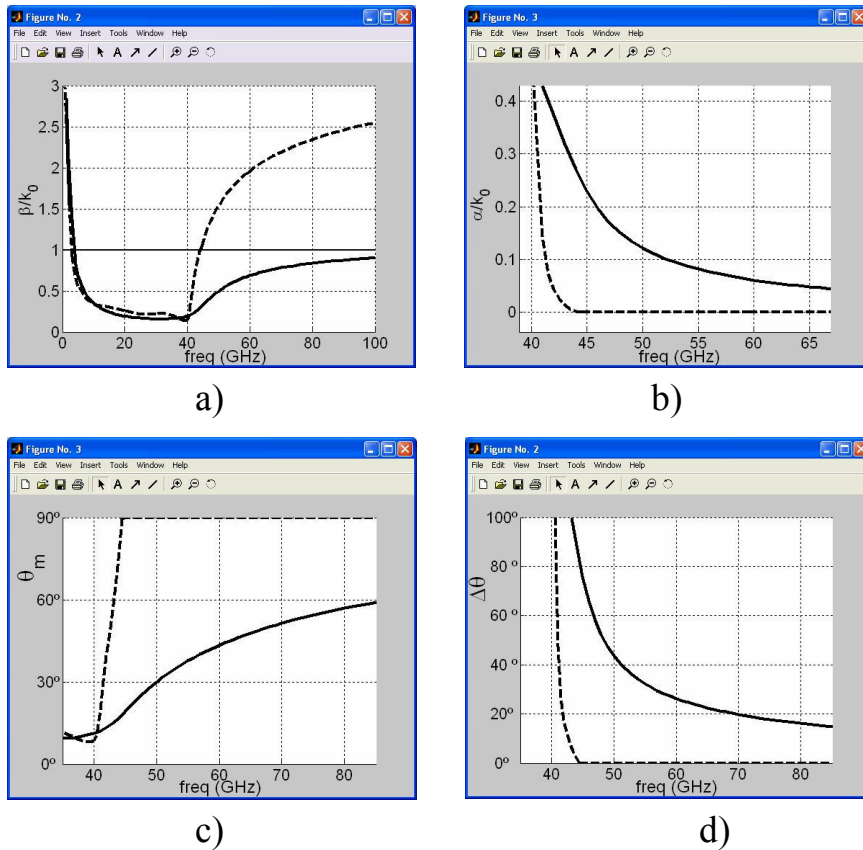 Figure No. 2
File Edit View Insert Tools Window Help
A
3
2.5
2
1.5
1
0.5
0
β/k0
0 20 40 60 80 100
freq (GHz)
a)
Figure No. 3
File Edit View Insert Tools Window Help
A
0.4
0.3
0.2
0.1
0
α/k0
40 45 50 55 60 65
freq (GHz)
b)
Figure No. 3
File Edit View Insert Tools Window Help
A
90º
60º
30º
0º
θm
40 50 60 70 80
freq (GHz)
c)
Figure No. 2
File Edit View Insert Tools Window Help
A
100º
80 º
60 º
40 º
20º
0º
Δθ
40 50 60 70 80
freq (GHz)
d)